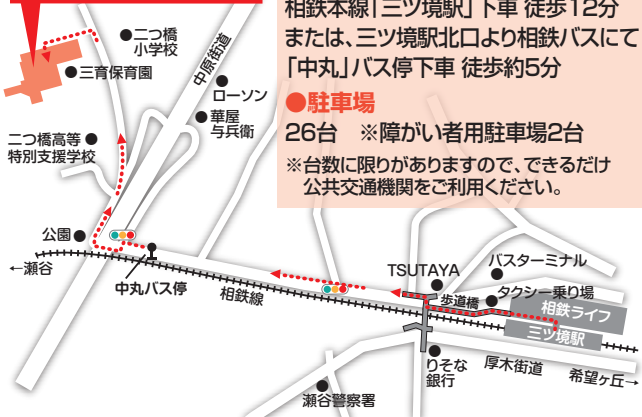 相鉄本線「三ツ境駅」下車 徒歩12分
または、三ツ境駅北口より相鉄バスにて
「中丸」バス停下車 徒歩約5分
●駐車場
26台　※障がい者用駐車場2台
※台数に限りがありますので、できるだけ
公共交通機関をご利用ください。
二つ橋
小学校
三育保育園
中原街道
ローソン
華屋
与兵衛
二つ橋高等
特別支援学校
公園
←瀬谷
中丸バス停
相鉄線
TSUTAYA
バスターミナル
タクシー乗り場
歩道橋
相鉄ライフ
三ツ境駅
りそな
銀行
厚木街道
希望ヶ丘→
瀬谷警察署